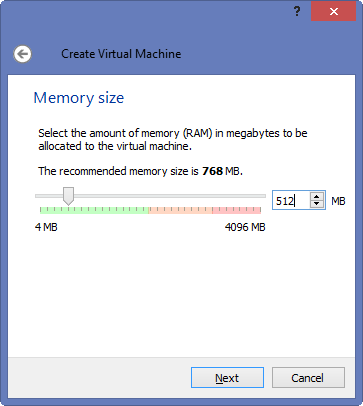 ?
Create Virtual Machine
Memory size
Select the amount of memory (RAM) in megabytes to be
allocated to the virtual machine.
The recommended memory size is 768 MB.
512 MB
4 MB 4096 MB
Next Cancel